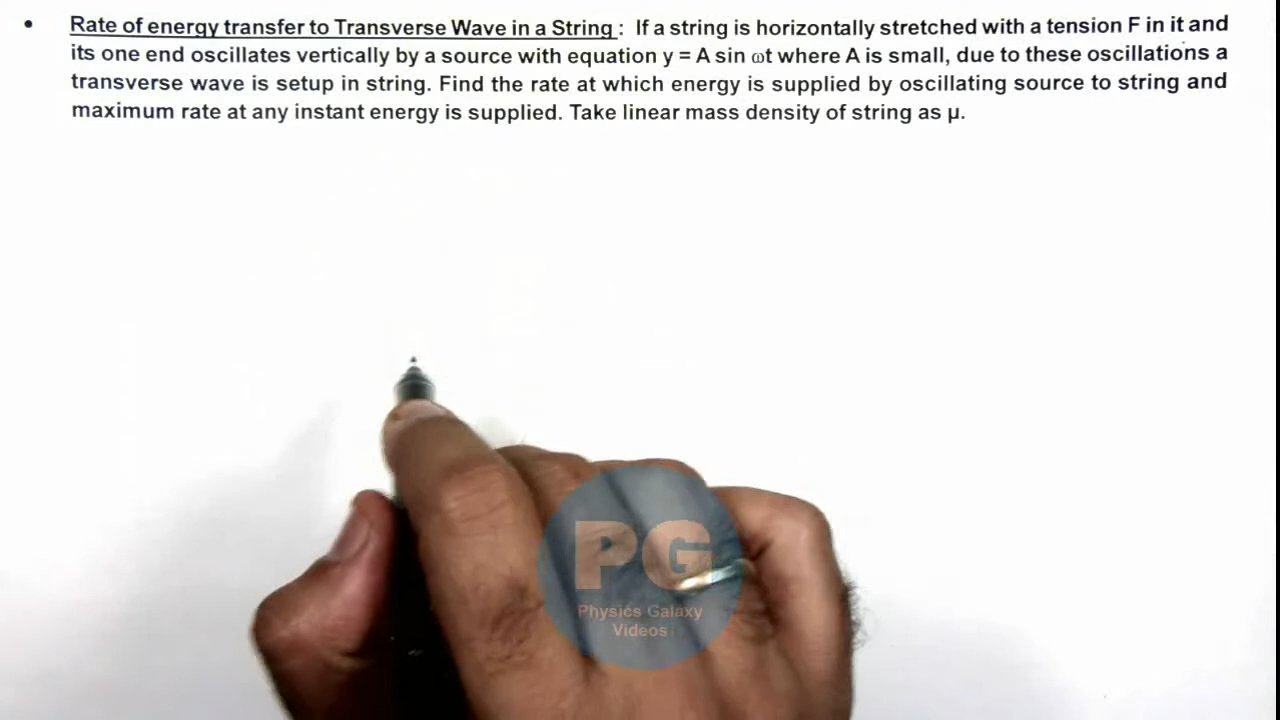 • Rate of energy transfer to Transverse Wave in a String : If a string is horizontally stretched with a tension F in it and
its one end oscillates vertically by a source with equation y = A sin ωt where A is small, due to these oscillations a
transverse wave is setup in string. Find the rate at which energy is supplied by oscillating source to string and
maximum rate at any instant energy is supplied. Take linear mass density of string as μ.
PG
Physics Galaxy
Videos